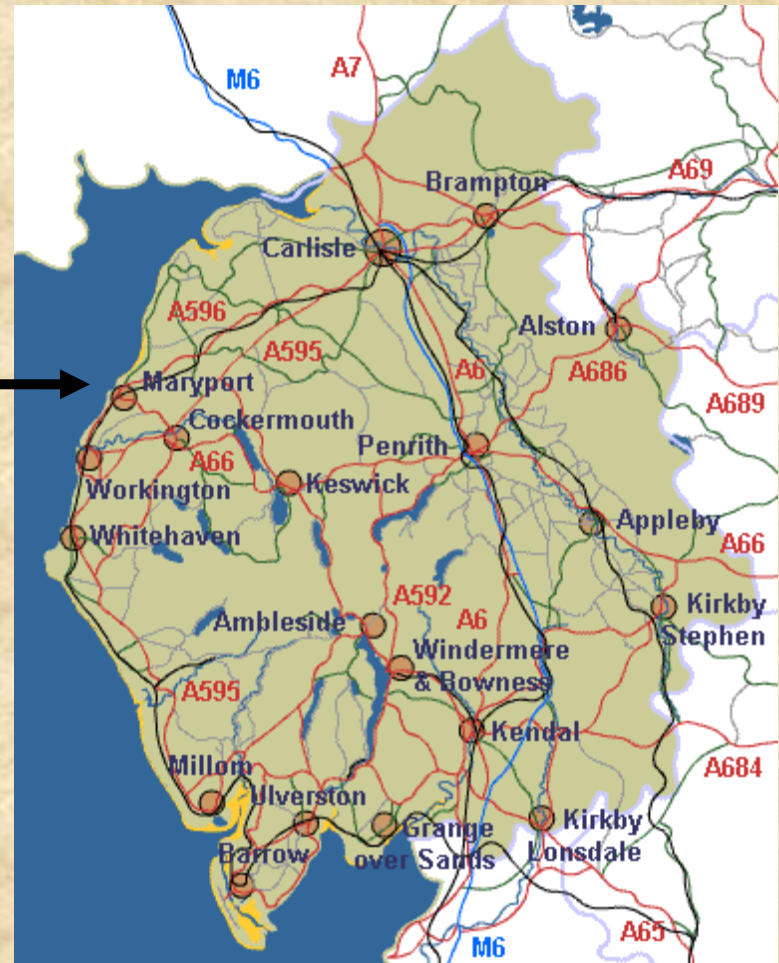 A7
M6
A69
Brampton
Carlisle
A596
Alston
A595
A6
A686
Maryport
A689
Cockermouth
Penrith
A66
Keswick
Workington
Appleby
Whitehaven
A66
A592
Kirkby
Stephen
Ambleside
A6
Windermere
& Bowness
A595
Kendal
A684
Millom
Ulverston
Grange
over Sands
Kirkby
Lonsdale
Barrow
A65
M6